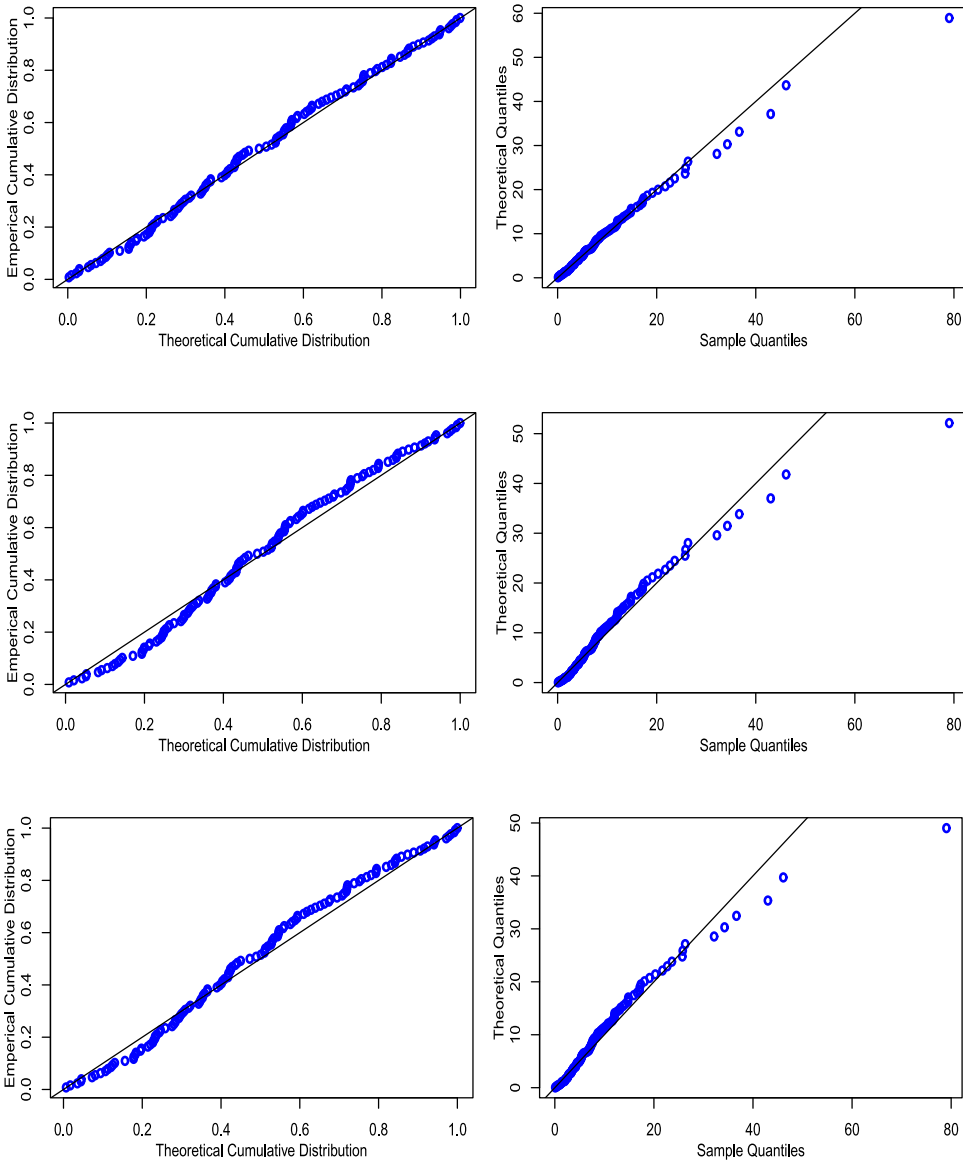 Emperical Cumulative Distribution
0.0 0.2 0.4 0.6 0.8 1.0
0.0 0.2 0.4 0.6 0.8 1.0
Theoretical Cumulative Distribution
Theoretical Quantiles
0 10 20 30 40 50 60
0 20 40 60 80
Sample Quantiles
Emperical Cumulative Distribution
0.0 0.2 0.4 0.6 0.8 1.0
0.0 0.2 0.4 0.6 0.8 1.0
Theoretical Cumulative Distribution
Theoretical Quantiles
0 10 20 30 40 50
0 20 40 60 80
Sample Quantiles
Emperical Cumulative Distribution
0.0 0.2 0.4 0.6 0.8 1.0
0.0 0.2 0.4 0.6 0.8 1.0
Theoretical Cumulative Distribution
Theoretical Quantiles
0 10 20 30 40 50
0 20 40 60 80
Sample Quantiles